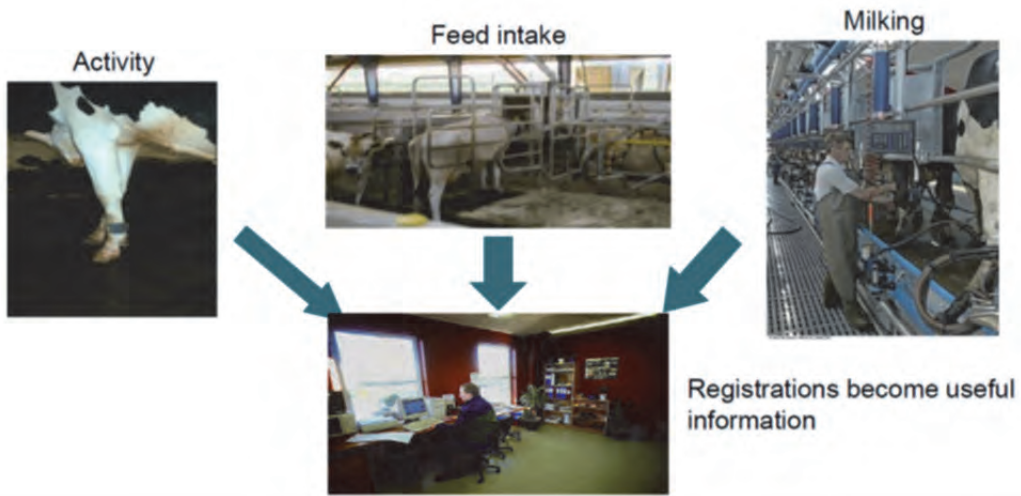 Activity
Feed intake
Milking
Registrations become useful
information